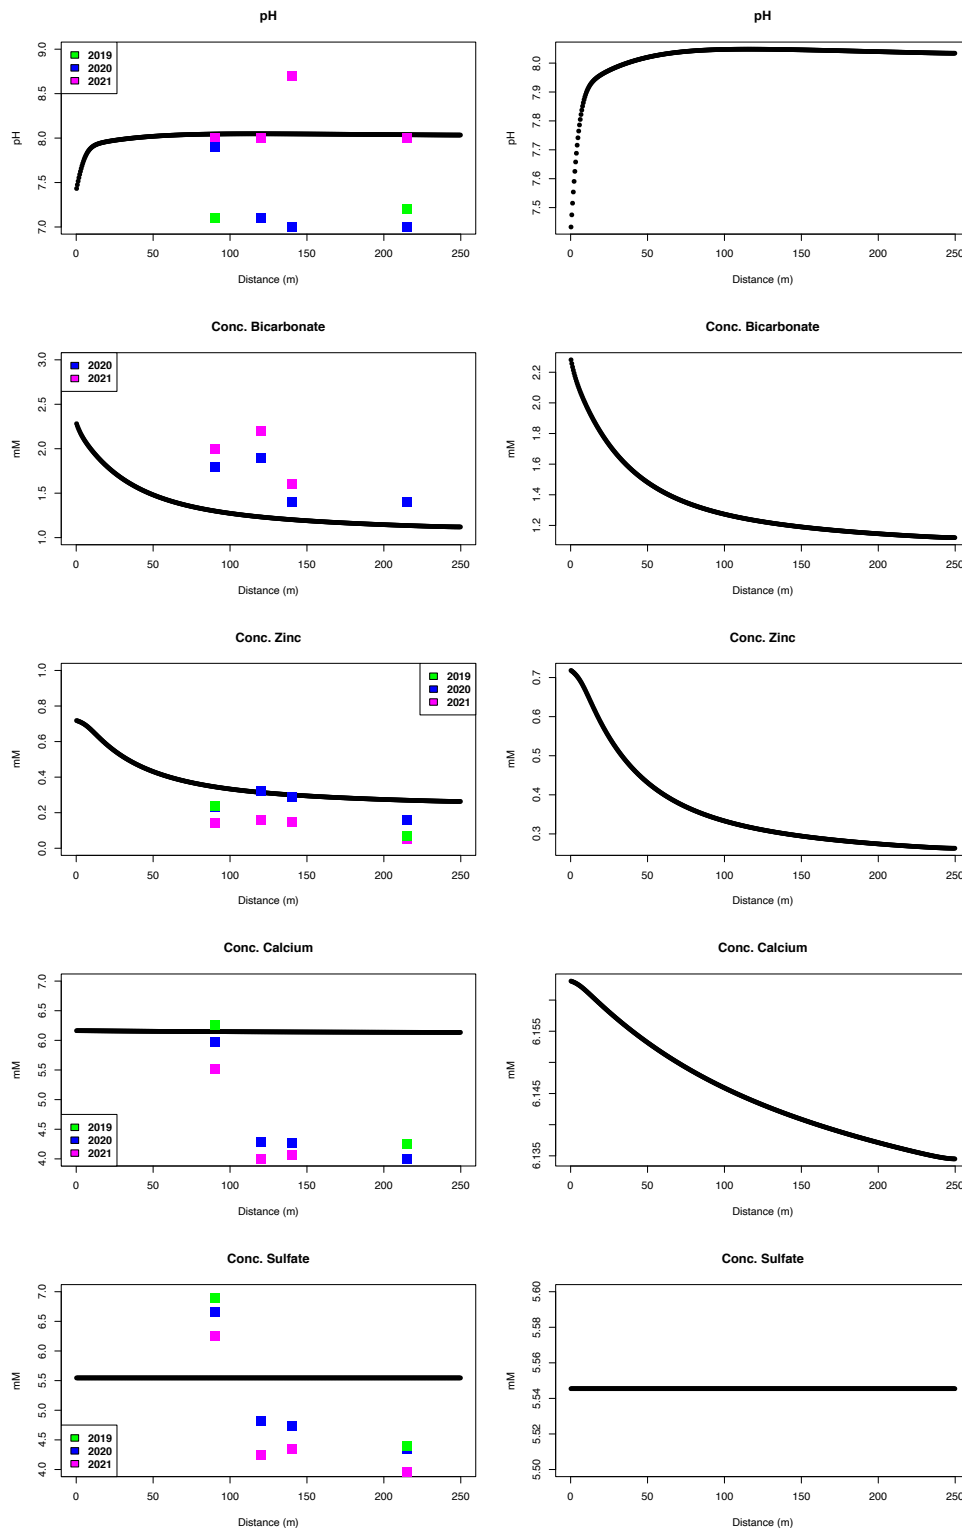 pH
pH
9.0
8.5
8.0
7.5
7.0
pH
2019
2020
2021
0 50 100 150 200 250
Distance (m)
8.0
7.9
7.8
7.7
7.6
7.5
pH
0 50 100 150 200 250
Distance (m)
Conc. Bicarbonate
Conc. Bicarbonate
3.0
2.5
2.0
1.5
1.0
mM
2020
2021
0 50 100 150 200 250
Distance (m)
2.2
2.0
1.8
1.6
1.4
1.2
mM
0 50 100 150 200 250
Distance (m)
Conc. Zinc
Conc. Zinc
1.0
0.8
0.6
0.4
0.2
0.0
mM
2019
2020
2021
0 50 100 150 200 250
Distance (m)
0.7
0.6
0.5
0.4
0.3
mM
0 50 100 150 200 250
Distance (m)
Conc. Calcium
Conc. Calcium
7.0
6.5
6.0
5.5
5.0
4.5
4.0
mM
2019
2020
2021
0 50 100 150 200 250
Distance (m)
6.155
6.145
6.135
mM
0 50 100 150 200 250
Distance (m)
Conc. Sulfate
Conc. Sulfate
7.0
6.5
6.0
5.5
5.0
4.5
4.0
mM
2019
2020
2021
0 50 100 150 200 250
Distance (m)
5.60
5.58
5.56
5.54
5.52
5.50
mM
0 50 100 150 200 250
Distance (m)